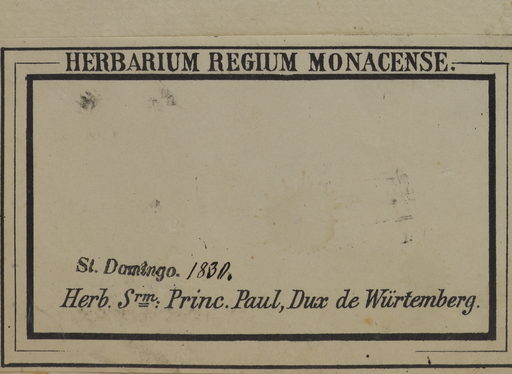 HERBARIUM REGIUM MONACENSE.
St. Domingo. 1830.
Herb. Srm: Princ. Paul, Dux de Würtemberg.